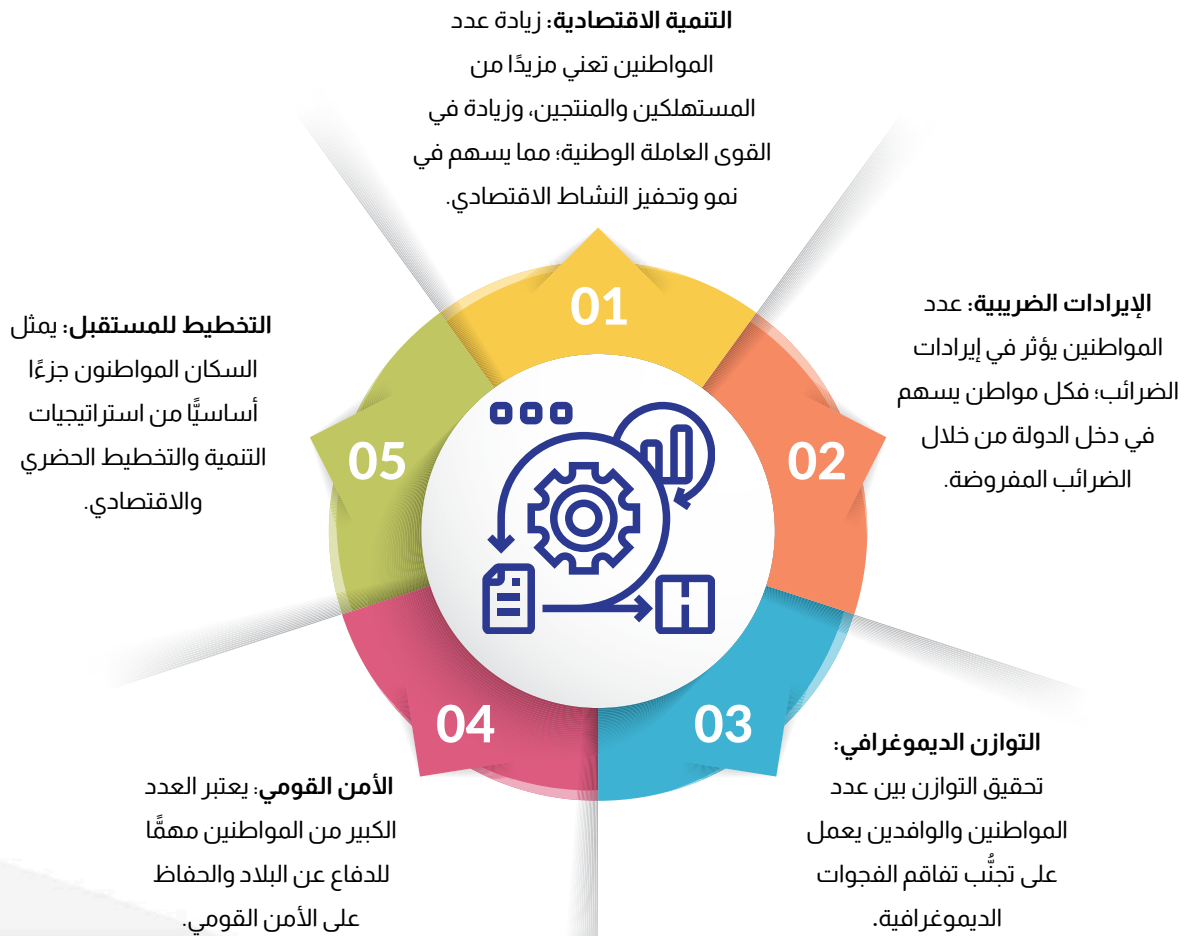 التنمية الاقتصادية: زيادة عدد
المواطنين تعني مزيدًا من
المستهلكين والمنتجين، وزيادة في
القوى العاملة الوطنية؛ مما يسهم في
نمو وتحفيز النشاط الاقتصادي.
01
الإيرادات الضريبية: عدد
المواطنين يؤثر في إيرادات
الضرائب؛ فكل مواطن يسهم
في دخل الدولة من خلال
الضرائب المفروضة.
02
التوازن الديموغرافي:
تحقيق التوازن بين عدد
المواطنين والوافدين يعمل
على تجنُّب تفاقم الفجوات
الديموغرافية.
03
الأمن القومي: يعتبر العدد
الكبير من المواطنين مهمًّا
للدفاع عن البلاد والحفاظ
على الأمن القومي.
04
التخطيط للمستقبل: يمثل
السكان المواطنون جزءًا
أساسيًّا من استراتيجيات
التنمية والتخطيط الحضري
والاقتصادي.
05